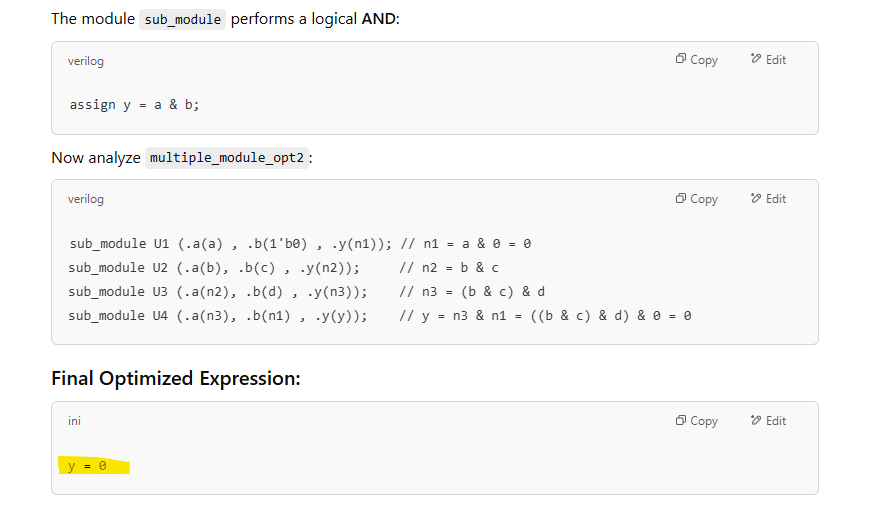 The module sub_module performs a logical AND:
verilog Copy Edit
assign y = a & b;
Now analyze multiple_module_opt2:
verilog Copy Edit
sub_module U1 (.a(a) , .b(1'b0) , .y(n1)); // n1 = a & 0 = 0
sub_module U2 (.a(b), .b(c) , .y(n2)); // n2 = b & c
sub_module U3 (.a(n2), .b(d) , .y(n3)); // n3 = (b & c) & d
sub_module U4 (.a(n3), .b(n1) , .y(y)); // y = n3 & n1 = ((b & c) & d) & 0 = 0
Final Optimized Expression:
ini Copy Edit
y = 0